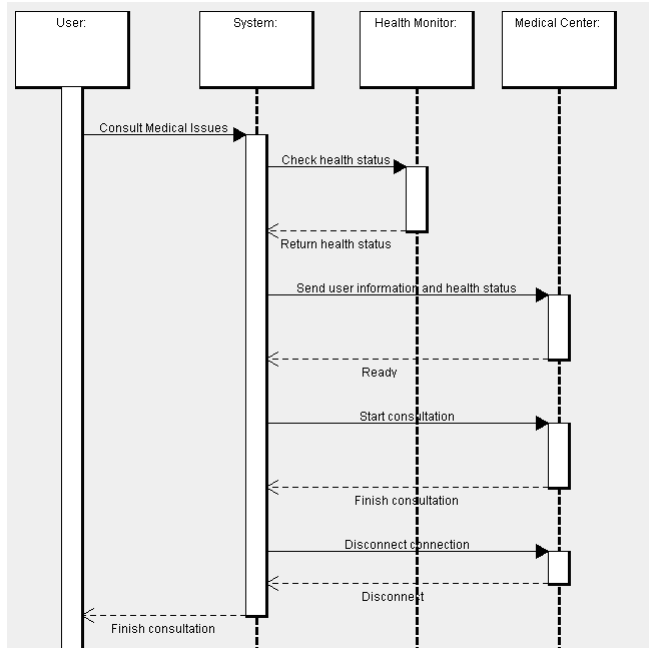 User:
System:
Health Monitor:
Medical Center:
Consult Medical Issues
Check health status
Return health status
Send user information and health status
Ready
Start consultation
Finish consultation
Disconnect connection
Disconnect
Finish consultation